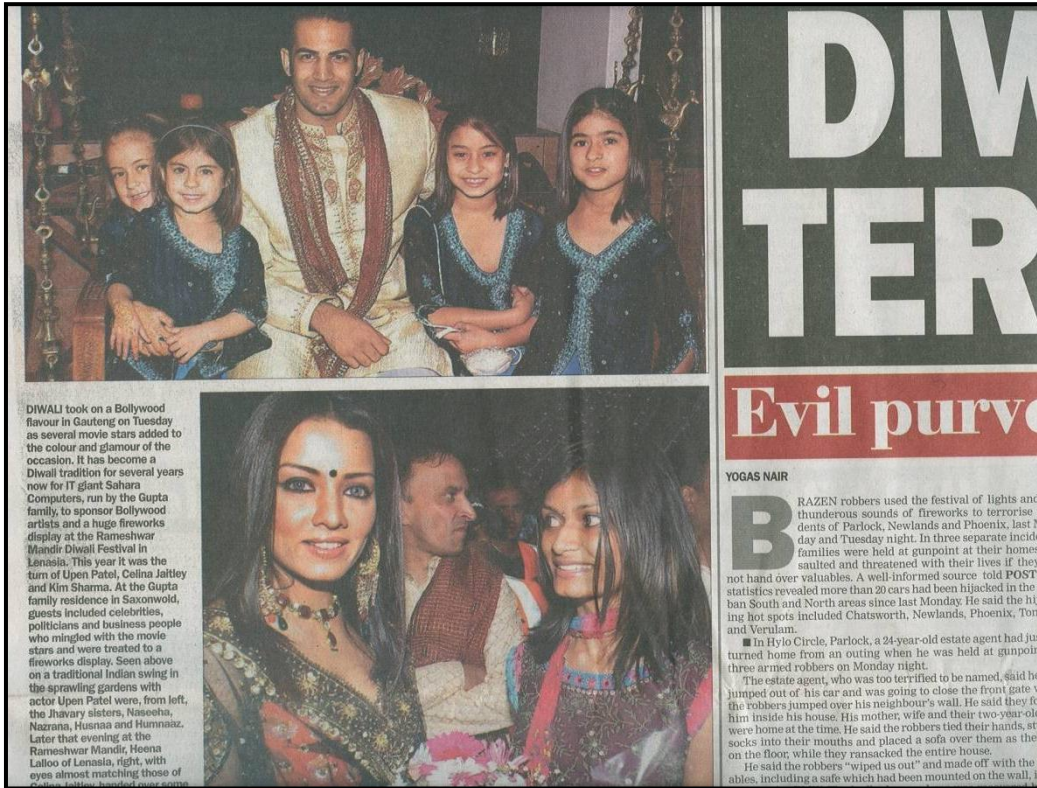 DIWALI took on a Bollywood
flavour in Gauteng on Tuesday
as several movie stars added to
the colour and glamour of the
occasion. It has become a
Diwali tradition for several years
now for IT giant Sahara
Computers, run by the Gupta
family, to sponsor Bollywood
artists and a huge fireworks
display at the Rameshwar
Mandir Diwali Festival in
Lenasia. This year it was the
turn of Upen Patel, Celina Jaitley
and Kim Sharma. At the Gupta
family residence in Saxonwold,
guests included celebrities,
politicians and business people
who mingled with the movie
stars and were treated to a
fireworks display. Seen above
on a traditional Indian swing in
the sprawling gardens with
actor Upen Patel were, from left,
the Jhavary sisters, Naseeha,
Nazrana, Husnaa and Humnaaz.
Later that evening at the
Rameshwar Mandir, Heena
Lalloo of Lenasia, right, with
eyes almost matching those of
Celina Jaitley, handed over some
DIW
TER
Evil purve
YOGAS NAIR
BRAZEN robbers used the festival of lights and
thunderous sounds of fireworks to terrorise
dents of Parlock, Newlands and Phoenix, last
day and Tuesday night. In three separate incide
families were held at gunpoint at their homes
saulted and threatened with their lives if they
not hand over valuables. A well-informed source told POST
statistics revealed more than 20 cars had been hijacked in the
ban South and North areas since last Monday. He said the hij
ing hot spots included Chatsworth, Newlands, Phoenix, Ton
and Verulam.
■ In Hylo Circle, Parlock, a 24-year-old estate agent had jus
turned home from an outing when he was held at gunpoin
three armed robbers on Monday night.
The estate agent, who was too terrified to be named, said he
jumped out of his car and was going to close the front gate
the robbers jumped over his neighbour's wall. He said they fo
him inside his house. His mother, wife and their two-year-old
were home at the time. He said the robbers tied their hands, st
socks into their mouths and placed a sofa over them as the
on the floor, while they ransacked the entire house.
He said the robbers "wiped us out" and made off with the
ables, including a safe which had been mounted on the wall, i